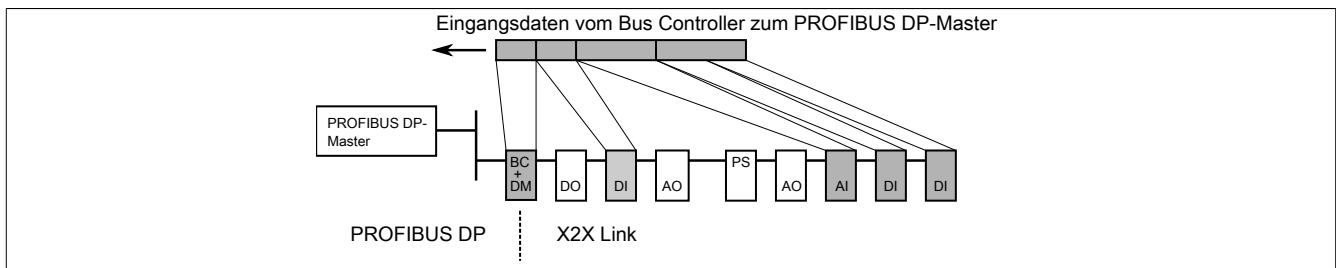 Eingangsdaten vom Bus Controller zum PROFIBUS DP-Master
PROFIBUS DP-
Master
BC
+
DM
DO
DI
AO
PS
AO
AI
DI
DI
PROFIBUS DP
X2X Link